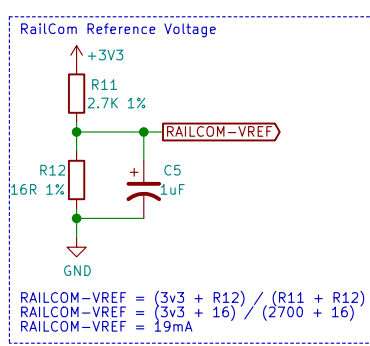 RailCom Reference Voltage
+3V3
R11
2.7K 1%
RAILCOM-VREF
R12
16R 1%
+
C5
1uF
GND
RAILCOM-VREF = (3v3 + R12) / (R11 + R12)
RAILCOM-VREF = (3v3 + 16) / (2700 + 16)
RAILCOM-VREF = 19mA